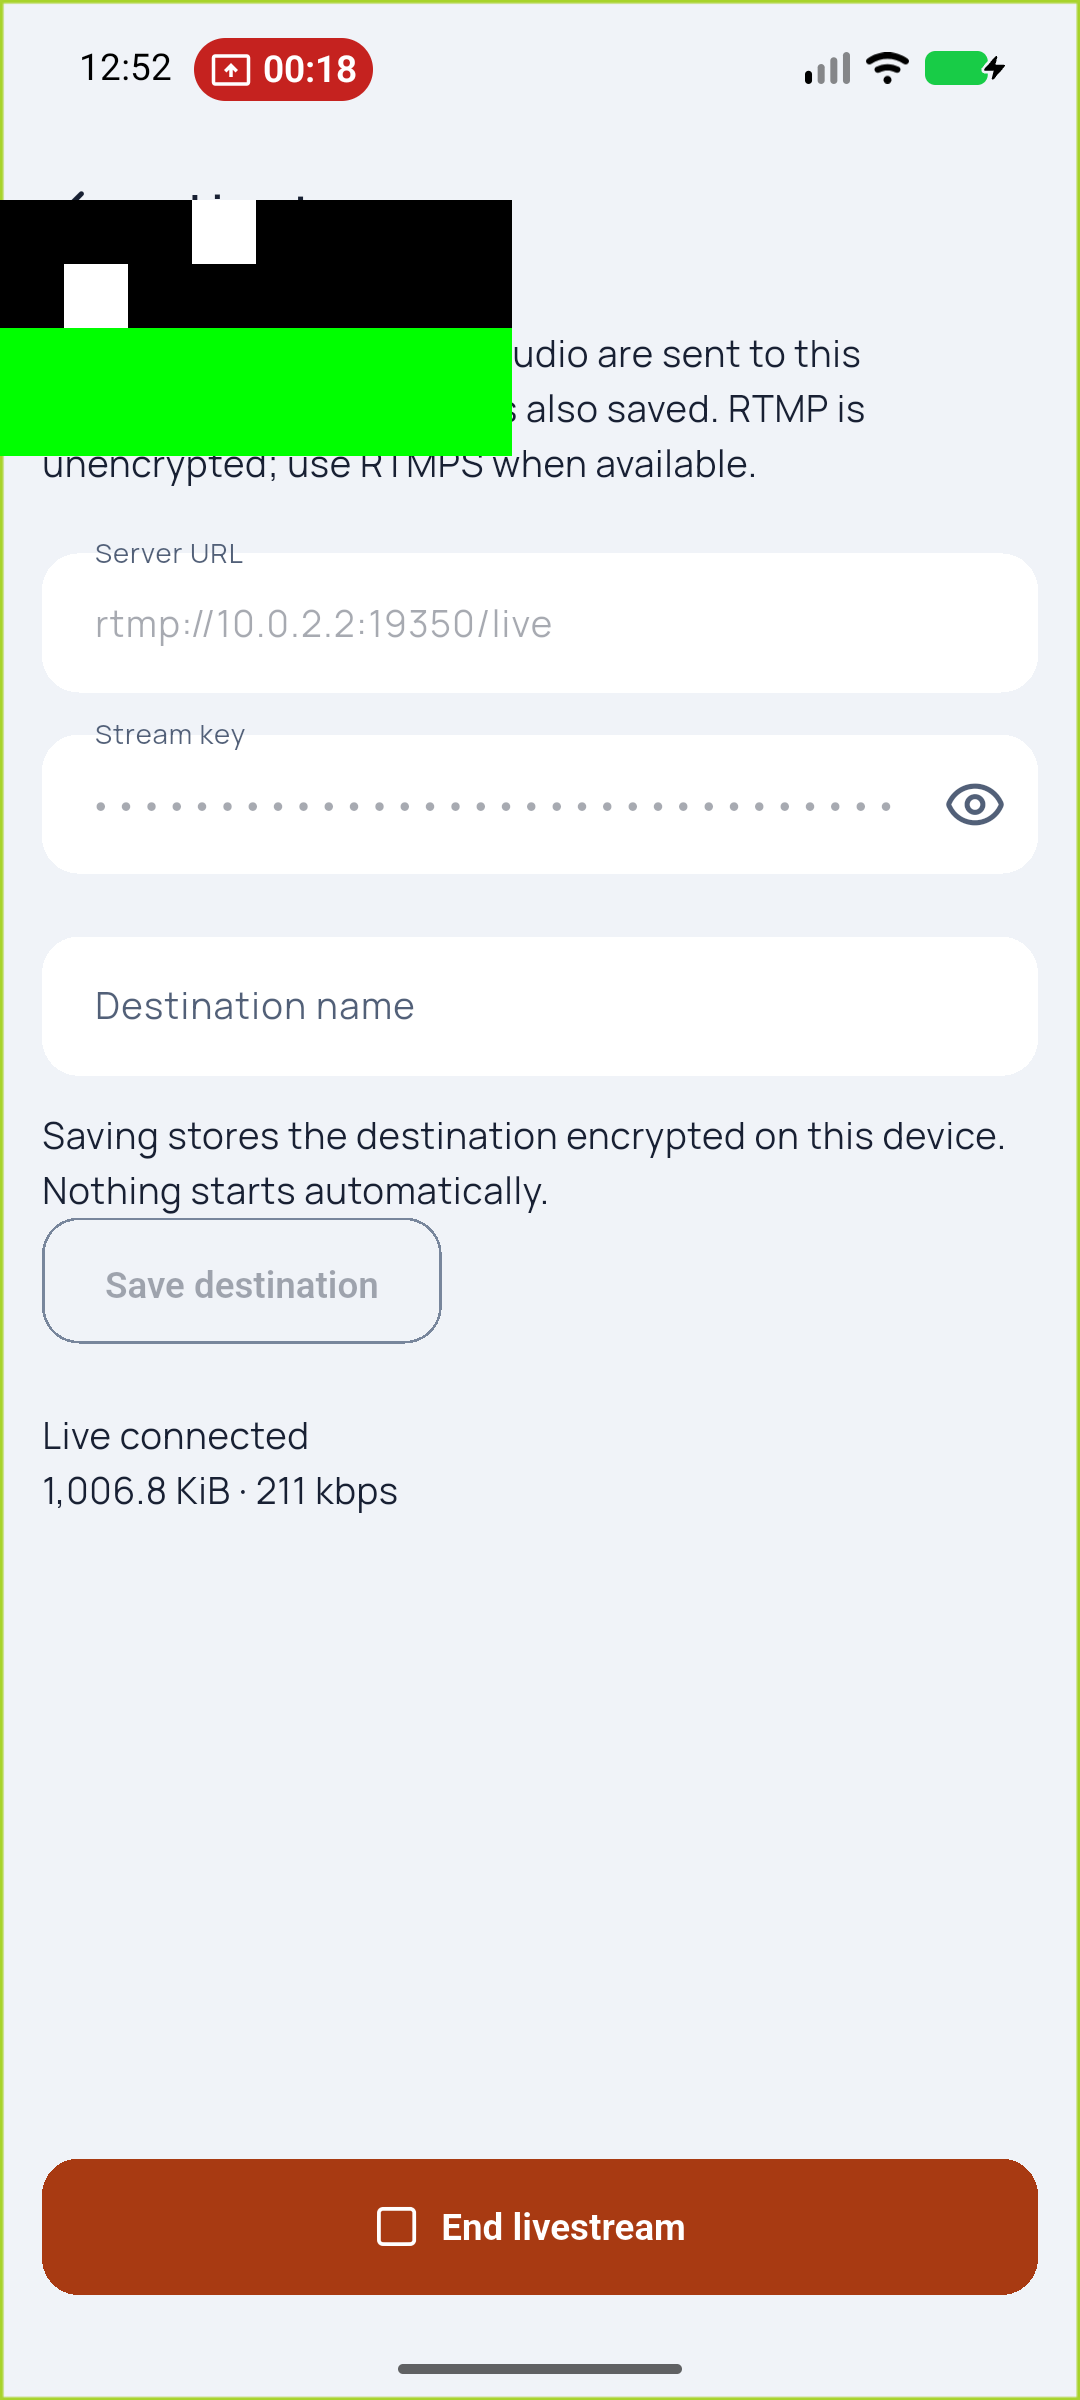 12:52 00:18
udio are sent to this
also saved. RTMP is
unencrypted; use RTMPS when available.
Server URL
rtmp://10.0.2.2:19350/live
Stream key
Destination name
Saving stores the destination encrypted on this device.
Nothing starts automatically.
Save destination
Live connected
1,006.8 KiB · 211 kbps
End livestream